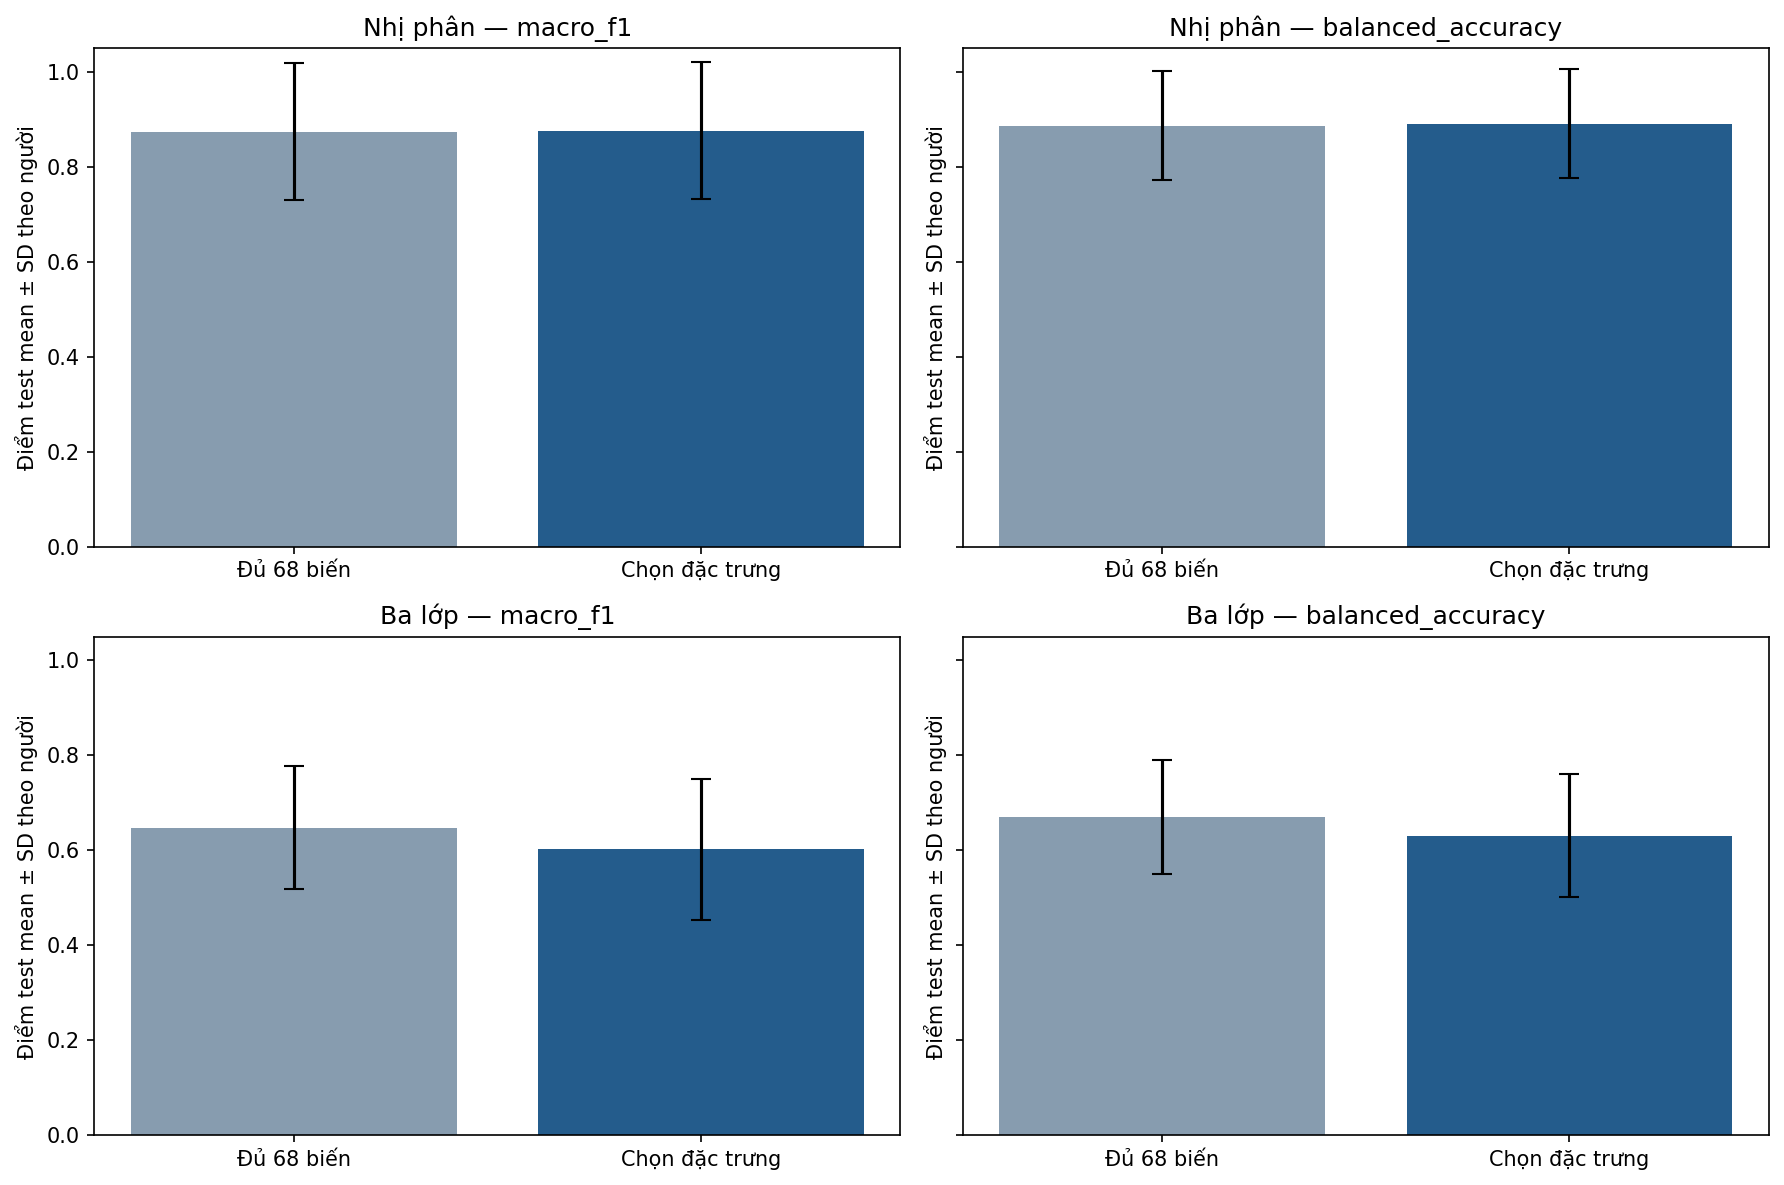 Nhị phân — macro_f1
Điểm test mean ± SD theo người
1.0
0.8
0.6
0.4
0.2
0.0
Đủ 68 biến
Chọn đặc trưng
Nhị phân — balanced_accuracy
Điểm test mean ± SD theo người
Đủ 68 biến
Chọn đặc trưng
Ba lớp — macro_f1
Điểm test mean ± SD theo người
1.0
0.8
0.6
0.4
0.2
0.0
Đủ 68 biến
Chọn đặc trưng
Ba lớp — balanced_accuracy
Điểm test mean ± SD theo người
Đủ 68 biến
Chọn đặc trưng